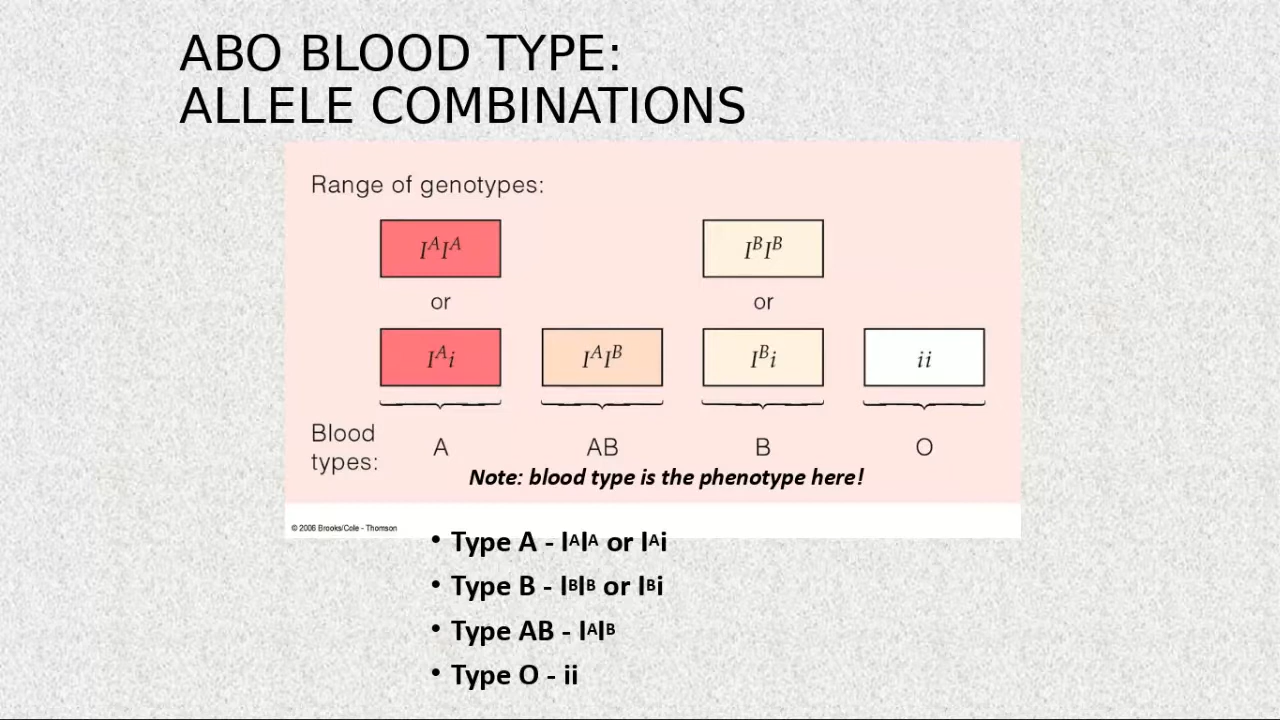 ABO BLOOD TYPE:
ALLELE COMBINATIONS
Range of genotypes:
IᴬIᴬ IᴮIᴮ
or or
Iᴬi IᴬIᴮ Iᴮi ii
Blood types: A AB B O
Note: blood type is the phenotype here!
© 2006 Brooks/Cole - Thomson
• Type A - IᴬIᴬ or Iᴬi
• Type B - IᴮIᴮ or Iᴮi
• Type AB - IᴬIᴮ
• Type O - ii